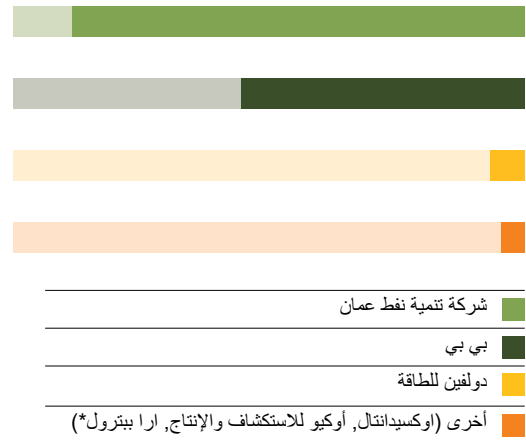 شركة تنمية نفط عمان
بي بي
دولفين للطاقة
أخرى (اوكسيدانتال, أوكيو للاستكشاف والإنتاج, ارا ببترول*)